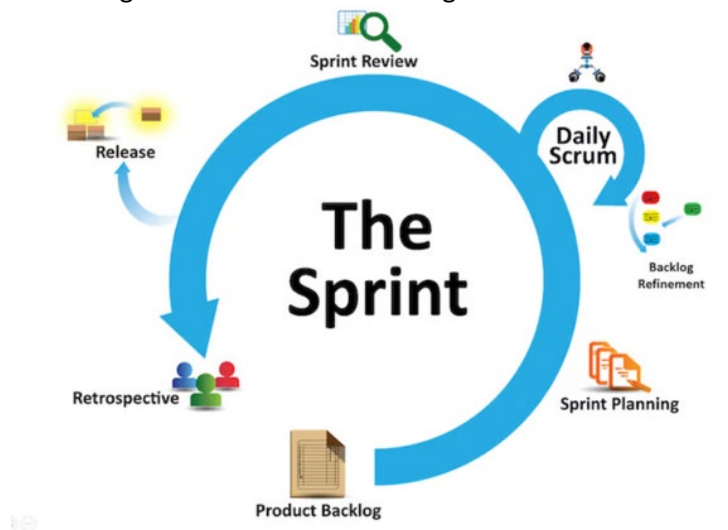 Sprint Review
Release
Daily
Scrum
The
Sprint
Backlog
Refinement
Retrospective
Sprint Planning
Product Backlog